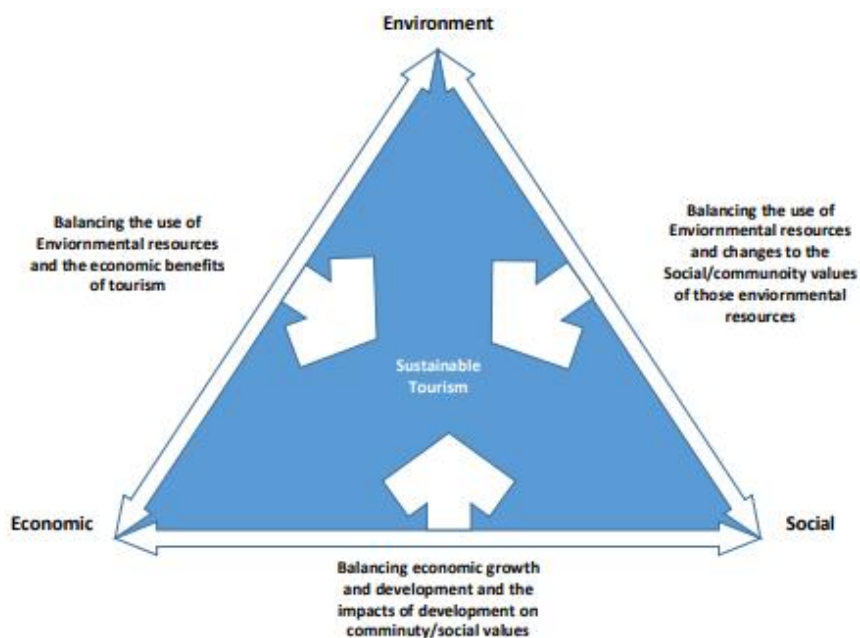 Environment
Balancing the use of
Enviornmental resources
and the economic benefits
of tourism
Balancing the use of
Enviornmental resources
and changes to the
Social/communoity values
of those enviornmental
resources
Sustainable
Tourism
Economic
Social
Balancing economic growth
and development and the
impacts of development on
comminuty/social values